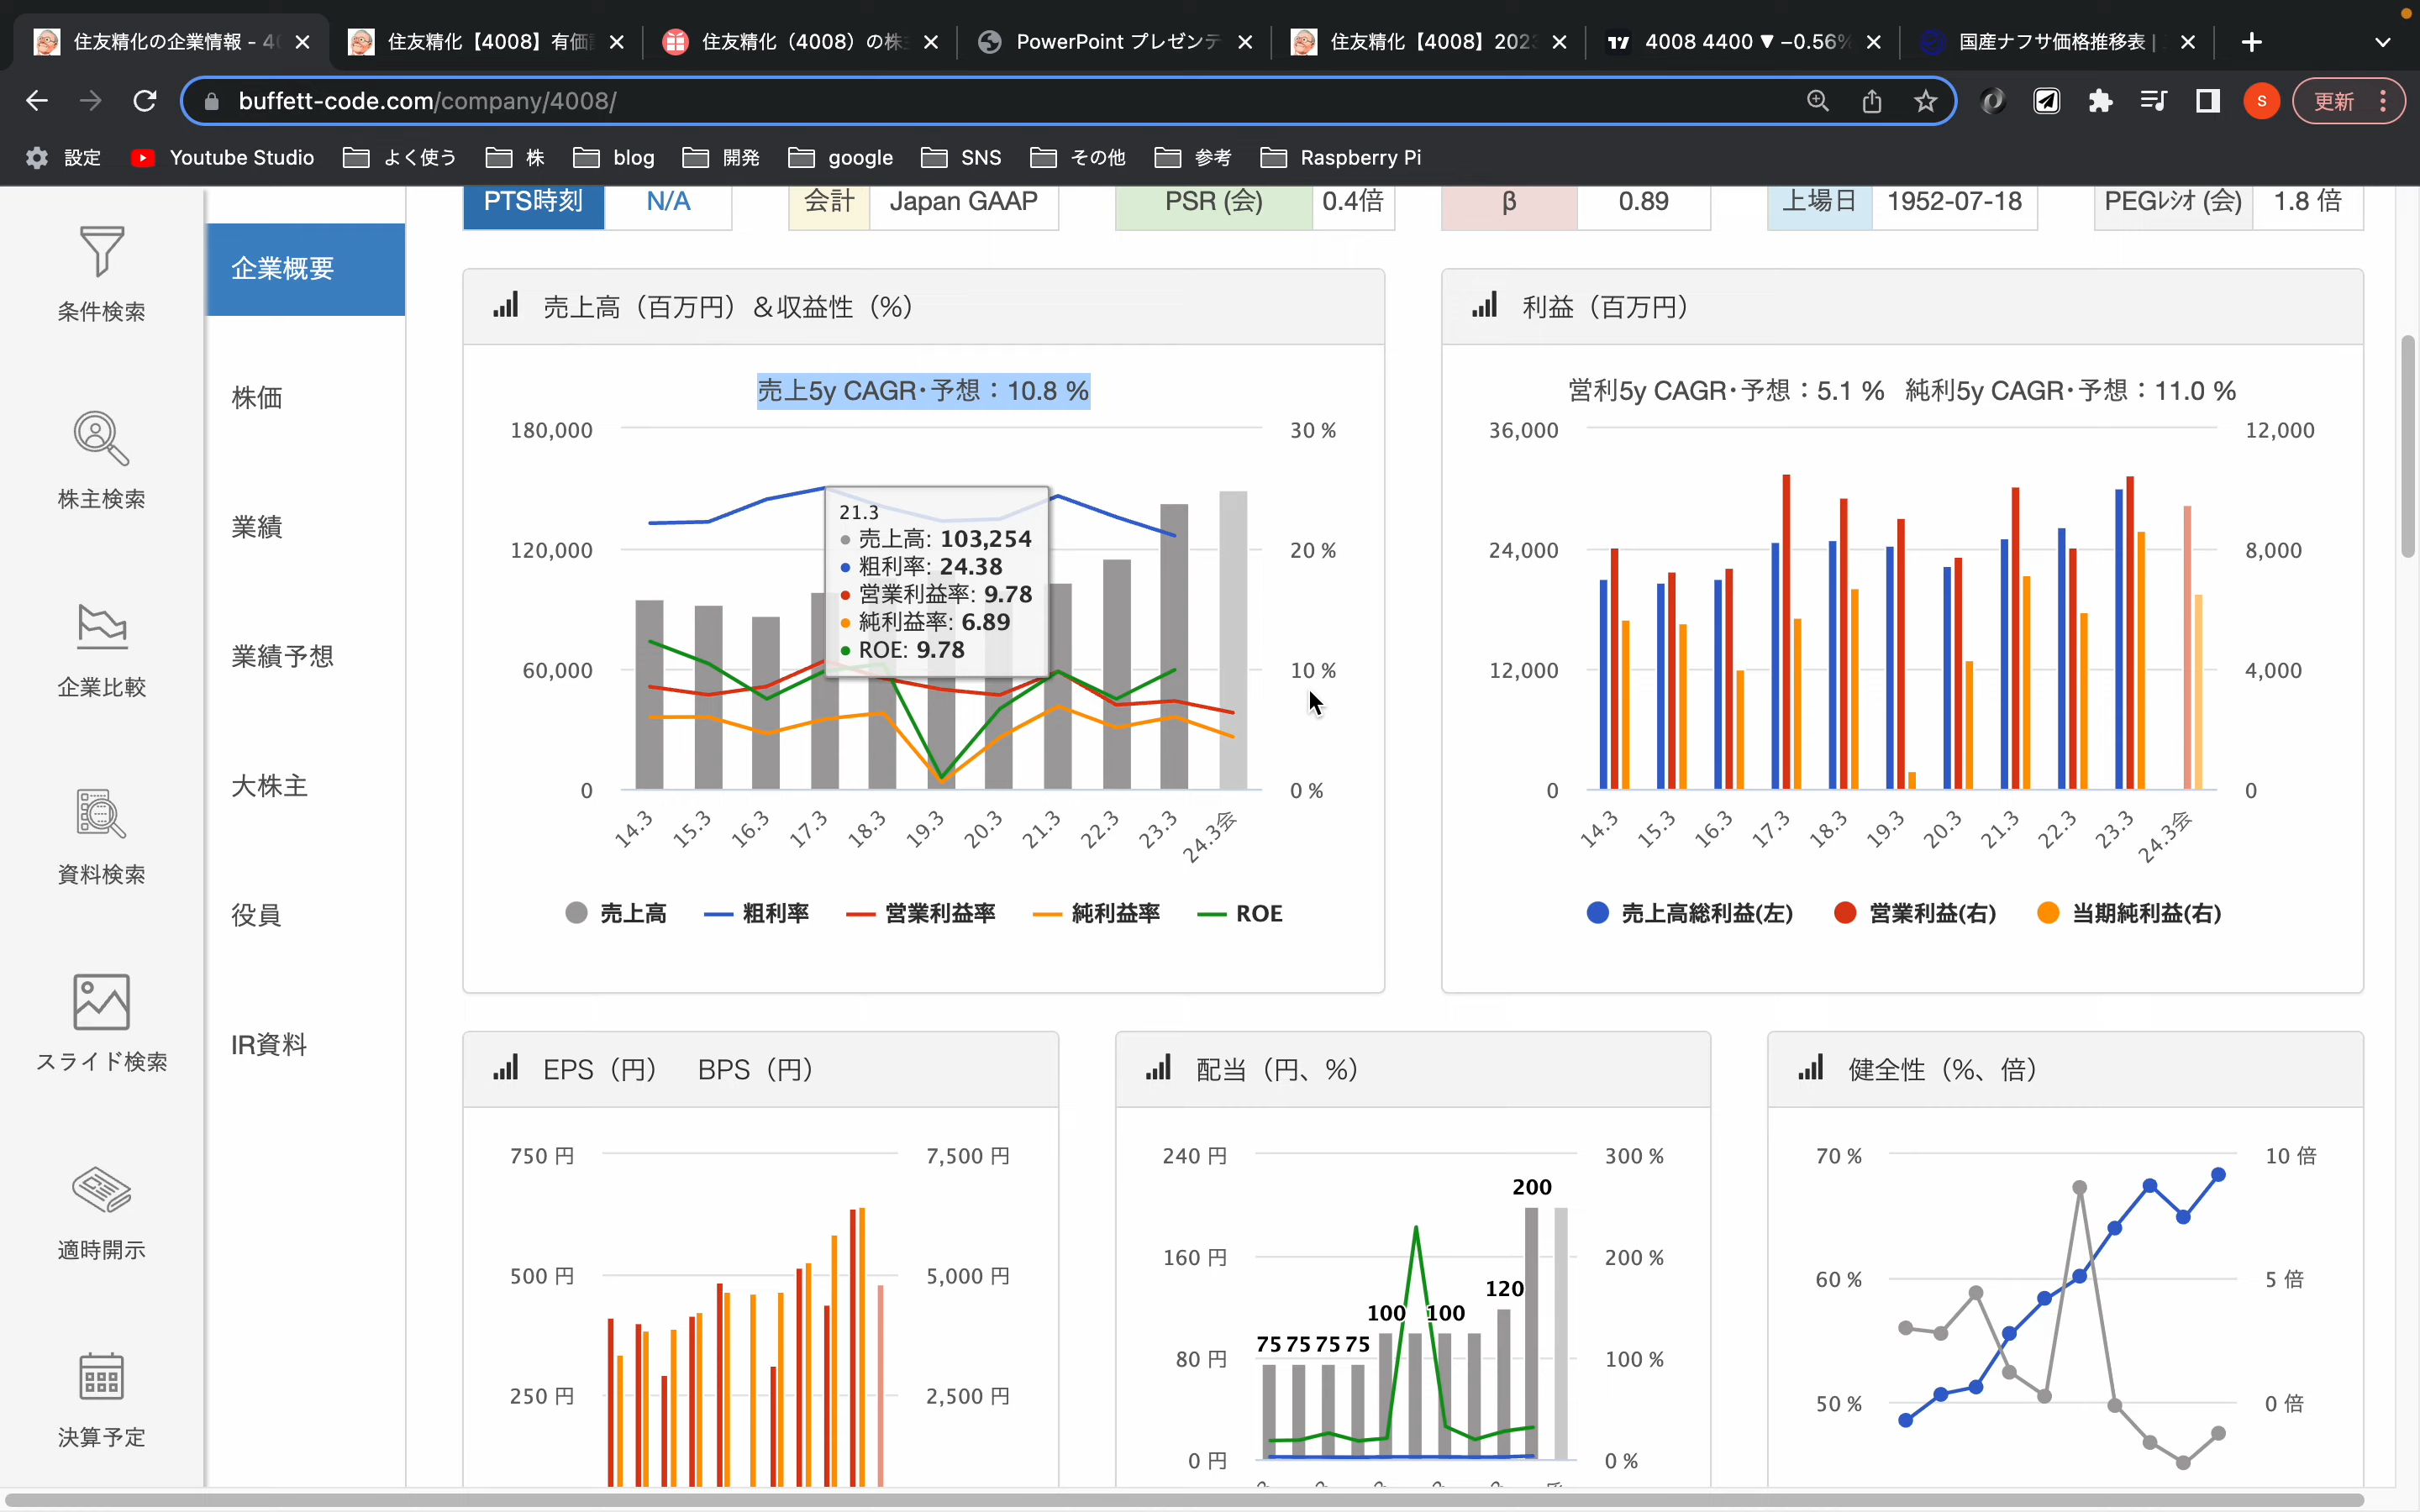 住友精化の企業情報 - 4
住友精化【4008】有価
住友精化（4008）の株
PowerPoint プレゼンテ
住友精化【4008】202
4008 4400 ▼ −0.56%
国産ナフサ価格推移表 |
buffett-code.com/company/4008/
S
更新
設定
Youtube Studio
よく使う
株
blog
開発
google
SNS
その他
参考
Raspberry Pi
PTS時刻
N/A
会計
Japan GAAP
PSR (会)
0.4倍
β
0.89
上場日
1952-07-18
PEGﾚｼｵ (会)
1.8 倍
条件検索
株主検索
企業比較
資料検索
スライド検索
適時開示
決算予定
企業概要
株価
業績
業績予想
大株主
役員
IR資料
売上高（百万円）＆収益性（%）
売上5y CAGR･予想：10.8 %
180,000
120,000
60,000
0
30 %
20 %
10 %
0 %
21.3
売上高: 103,254
粗利率: 24.38
営業利益率: 9.78
純利益率: 6.89
ROE: 9.78
14.3
15.3
16.3
17.3
18.3
19.3
20.3
21.3
22.3
23.3
24.3会
売上高
粗利率
営業利益率
純利益率
ROE
利益（百万円）
営利5y CAGR･予想：5.1 % 純利5y CAGR･予想：11.0 %
36,000
24,000
12,000
0
12,000
8,000
4,000
0
14.3
15.3
16.3
17.3
18.3
19.3
20.3
21.3
22.3
23.3
24.3会
売上高総利益(左)
営業利益(右)
当期純利益(右)
EPS（円） BPS（円）
750 円
500 円
250 円
7,500 円
5,000 円
2,500 円
配当（円、%）
240 円
160 円
80 円
0 円
300 %
200 %
100 %
0 %
75 75 75 75
100
100
120
200
健全性（%、倍）
70 %
60 %
50 %
10 倍
5 倍
0 倍